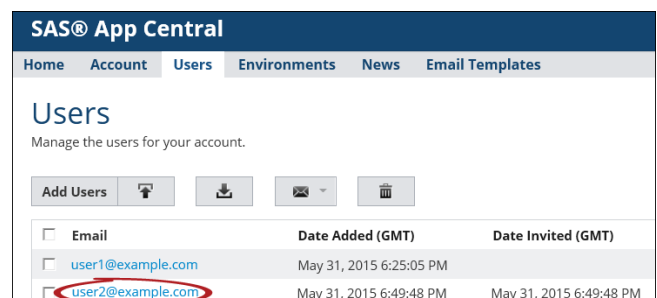 SAS® App Central
Home Account Users Environments News Email Templates
Users
Manage the users for your account.
Add Users
Email Date Added (GMT) Date Invited (GMT)
user1@example.com May 31, 2015 6:25:05 PM
user2@example.com May 31, 2015 6:49:48 PM May 31, 2015 6:49:48 PM